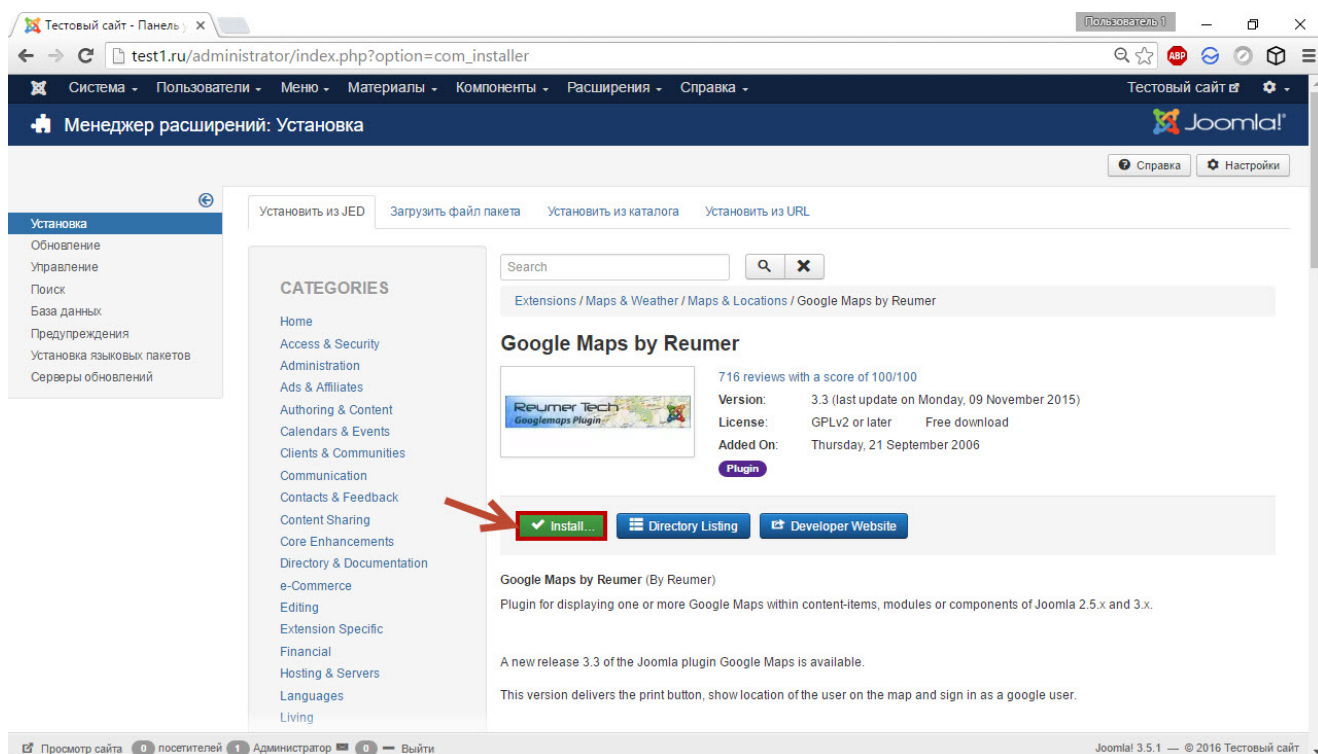 Тестовый сайт - Панель у
Пользователь 1
test1.ru/administrator/index.php?option=com_installer
ABP
Система Пользователи Меню Материалы Компоненты Расширения Справка Тестовый сайт
Менеджер расширений: Установка
Joomla!
Справка Настройки
Установка
Обновление
Управление
Поиск
База данных
Предупреждения
Установка языковых пакетов
Серверы обновлений
Установить из JED Загрузить файл пакета Установить из каталога Установить из URL
CATEGORIES
Home
Access & Security
Administration
Ads & Affiliates
Authoring & Content
Calendars & Events
Clients & Communities
Communication
Contacts & Feedback
Content Sharing
Core Enhancements
Directory & Documentation
e-Commerce
Editing
Extension Specific
Financial
Hosting & Servers
Languages
Living
Search
Extensions / Maps & Weather / Maps & Locations / Google Maps by Reumer
Google Maps by Reumer
Reumer Tech
Googlemaps Plugin
716 reviews with a score of 100/100
Version: 3.3 (last update on Monday, 09 November 2015)
License: GPLv2 or later Free download
Added On: Thursday, 21 September 2006
Plugin
Install... Directory Listing Developer Website
Google Maps by Reumer (By Reumer)
Plugin for displaying one or more Google Maps within content-items, modules or components of Joomla 2.5.x and 3.x.
A new release 3.3 of the Joomla plugin Google Maps is available.
This version delivers the print button, show location of the user on the map and sign in as a google user.
Просмотр сайта 0 посетителей 1 Администратор 0 Выйти
Joomla! 3.5.1 — © 2016 Тестовый сайт